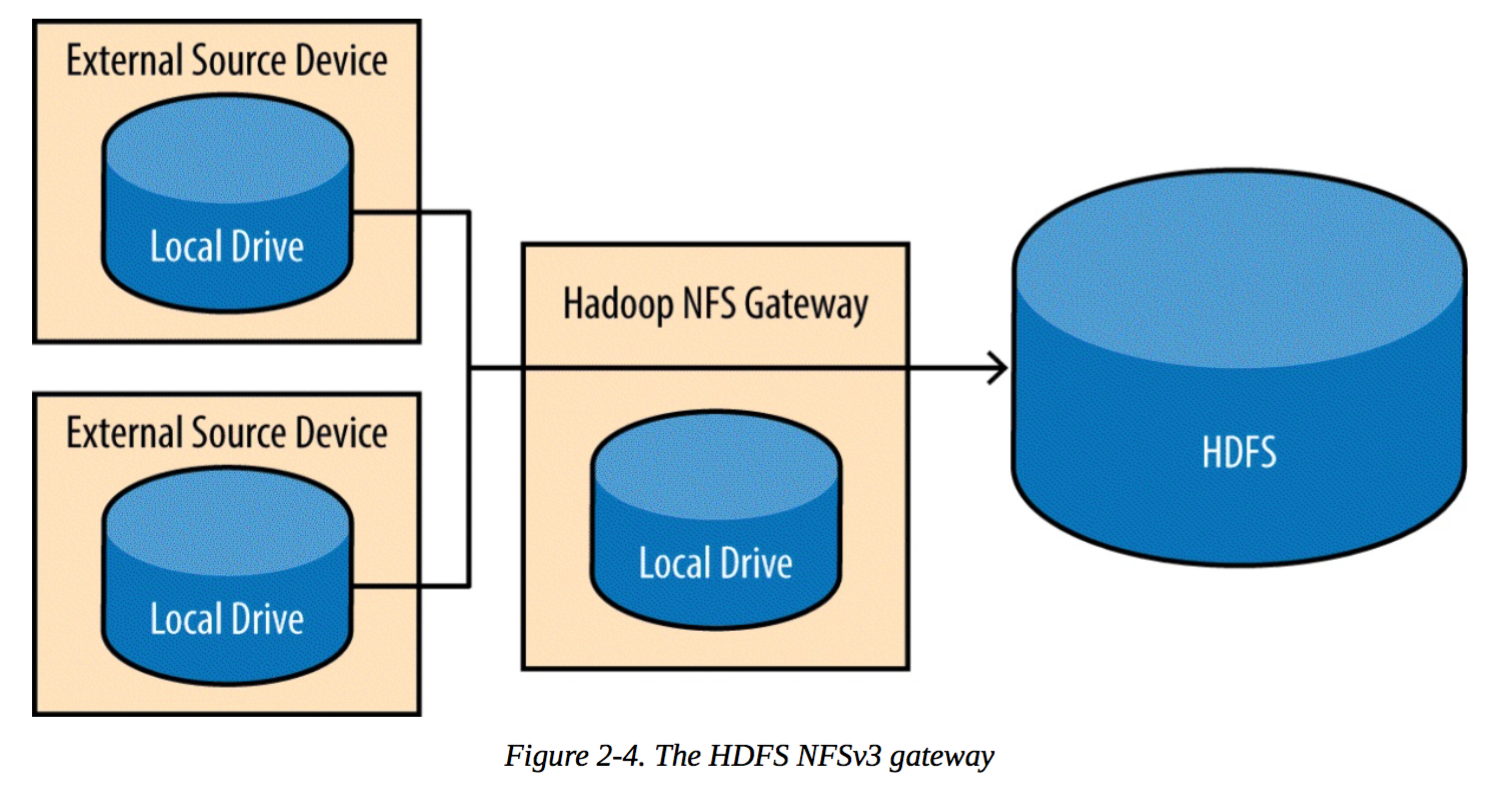 External Source Device
Local Drive
External Source Device
Local Drive
Hadoop NFS Gateway
Local Drive
HDFS
Figure 2-4. The HDFS NFSv3 gateway